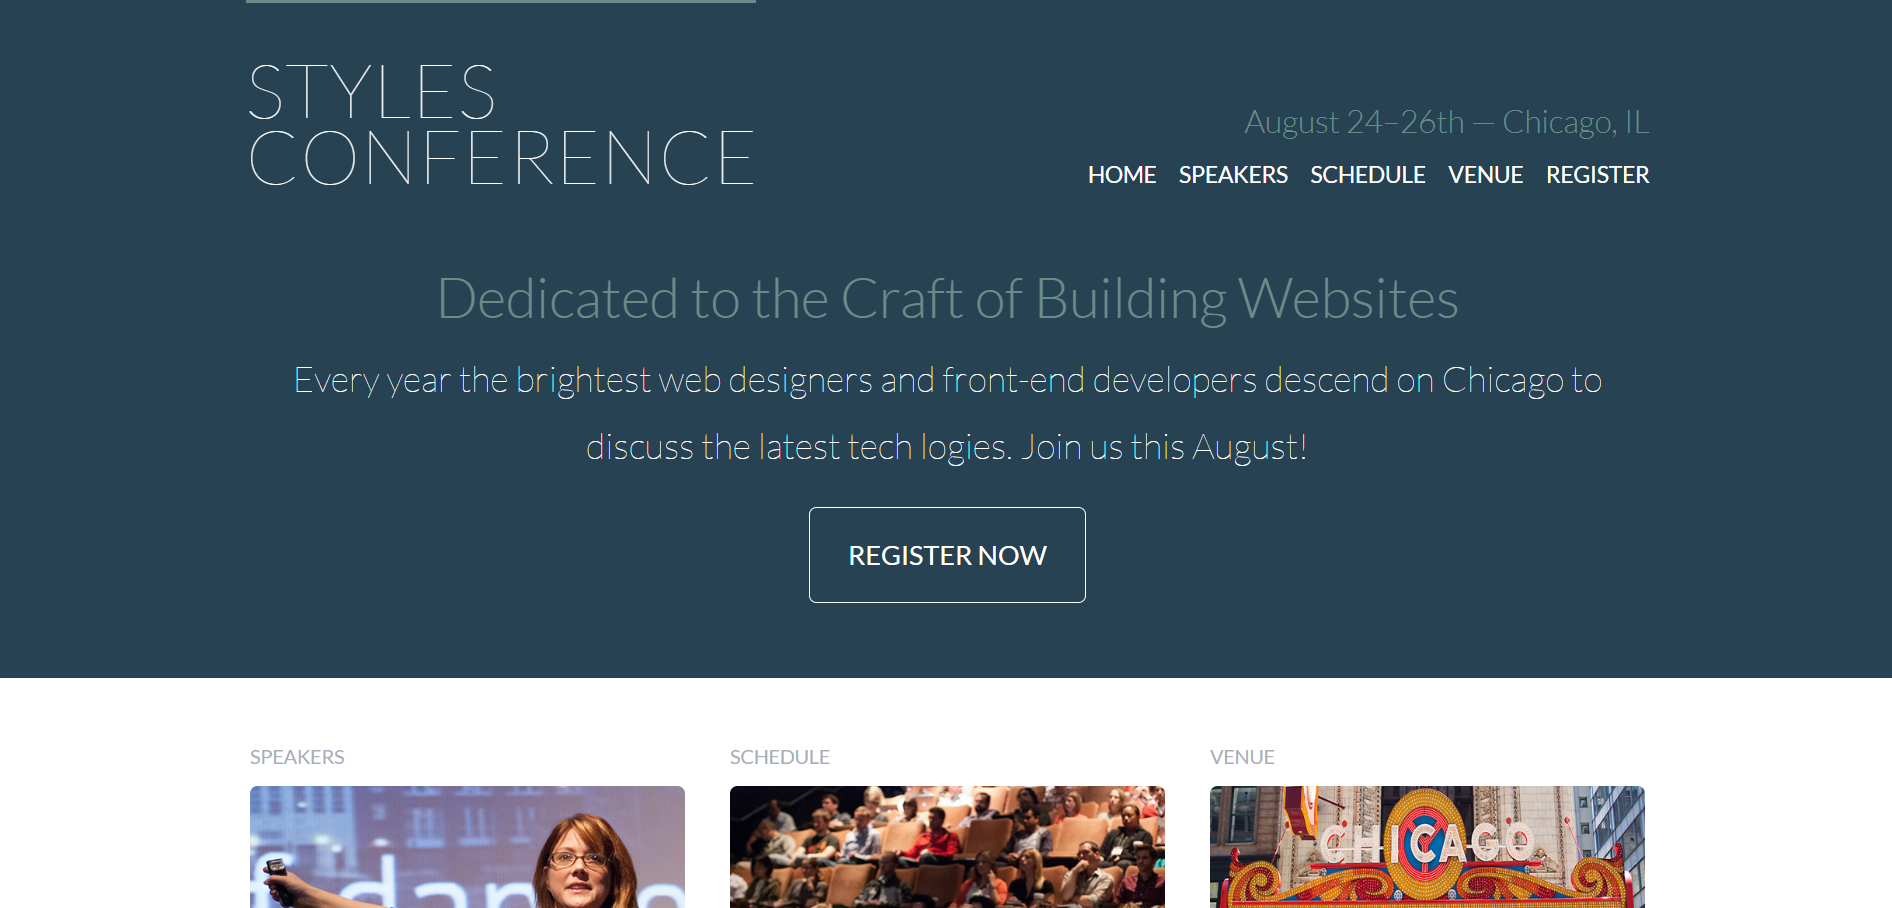 STYLES
CONFERENCE
August 24–26th — Chicago, IL
HOME SPEAKERS SCHEDULE VENUE REGISTER
Dedicated to the Craft of Building Websites
Every year the brightest web designers and front-end developers descend on Chicago to
discuss the latest tech logies. Join us this August!
REGISTER NOW
SPEAKERS SCHEDULE VENUE
CHICAGO